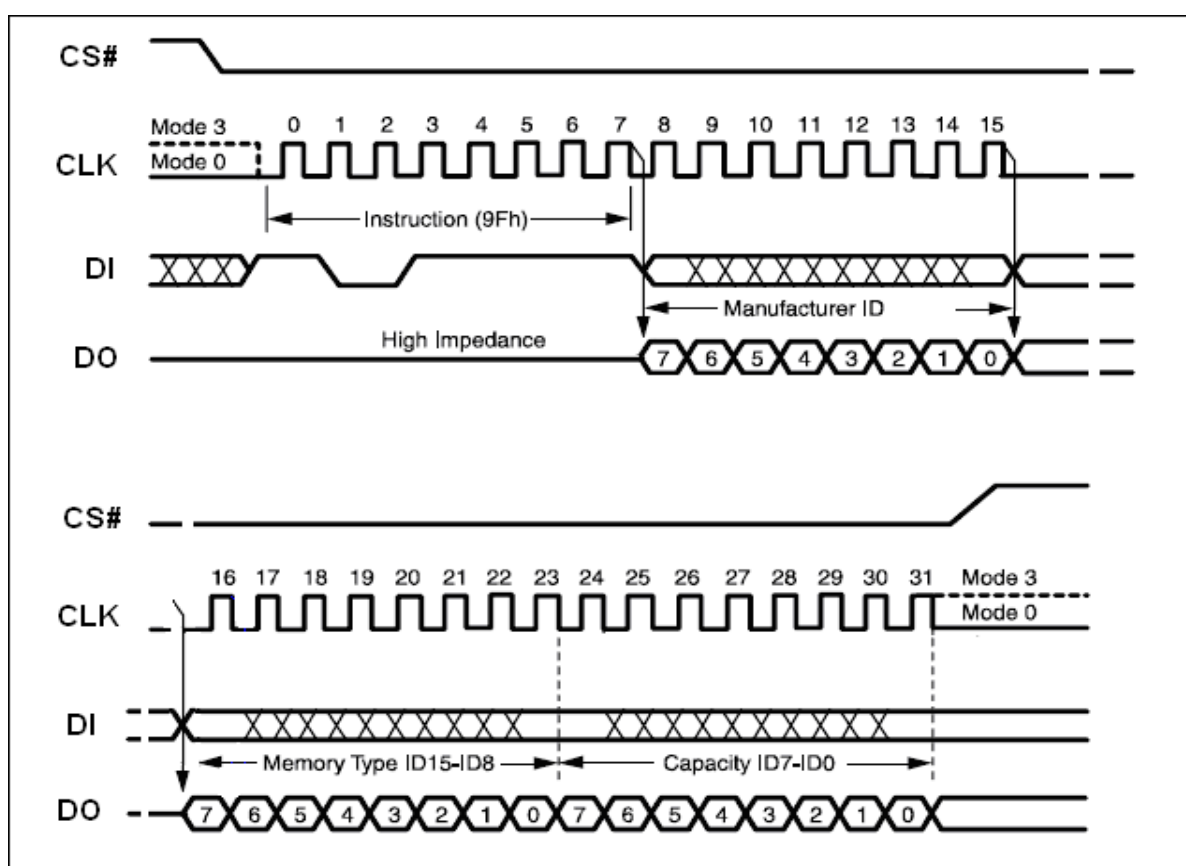 CS#
Mode 3 0 1 2 3 4 5 6 7 8 9 10 11 12 13 14 15
CLK Mode 0
Instruction (9Fh)
DI
Manufacturer ID
High Impedance
DO 7 6 5 4 3 2 1 0
CS#
16 17 18 19 20 21 22 23 24 25 26 27 28 29 30 31 Mode 3
CLK Mode 0
DI
Memory Type ID15-ID8 Capacity ID7-ID0
DO 7 6 5 4 3 2 1 0 7 6 5 4 3 2 1 0